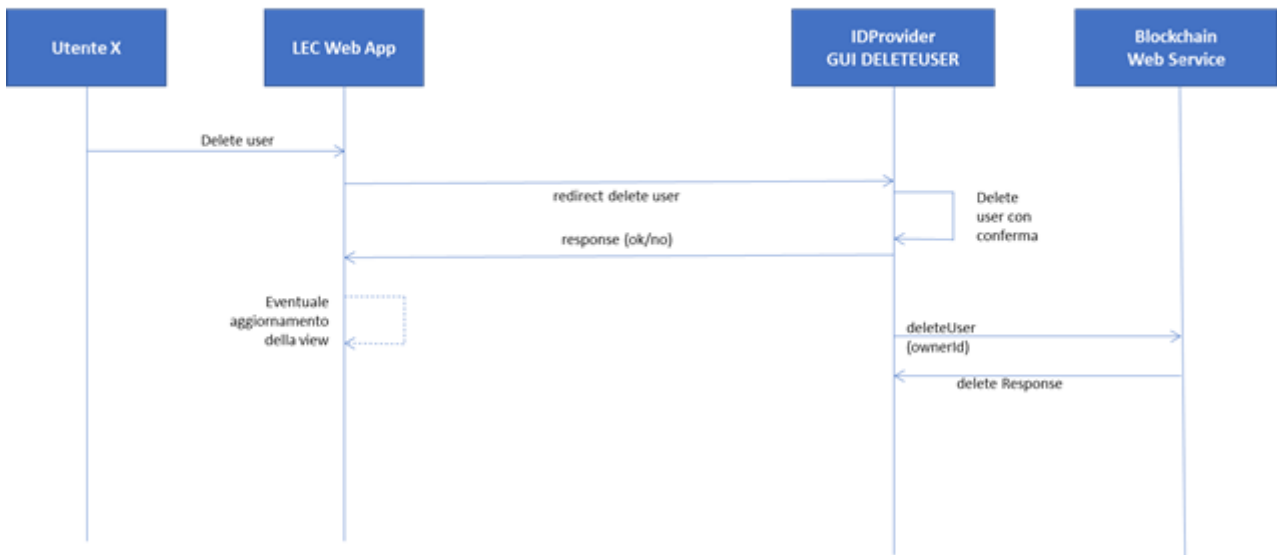 Utente X
LEC Web App
IDProvider
GUI DELETEUSER
Blockchain
Web Service
Delete user
redirect delete user
Delete
user con
conferma
response (ok/no)
Eventuale
aggiornamento
della view
deleteUser
(ownerId)
delete Response